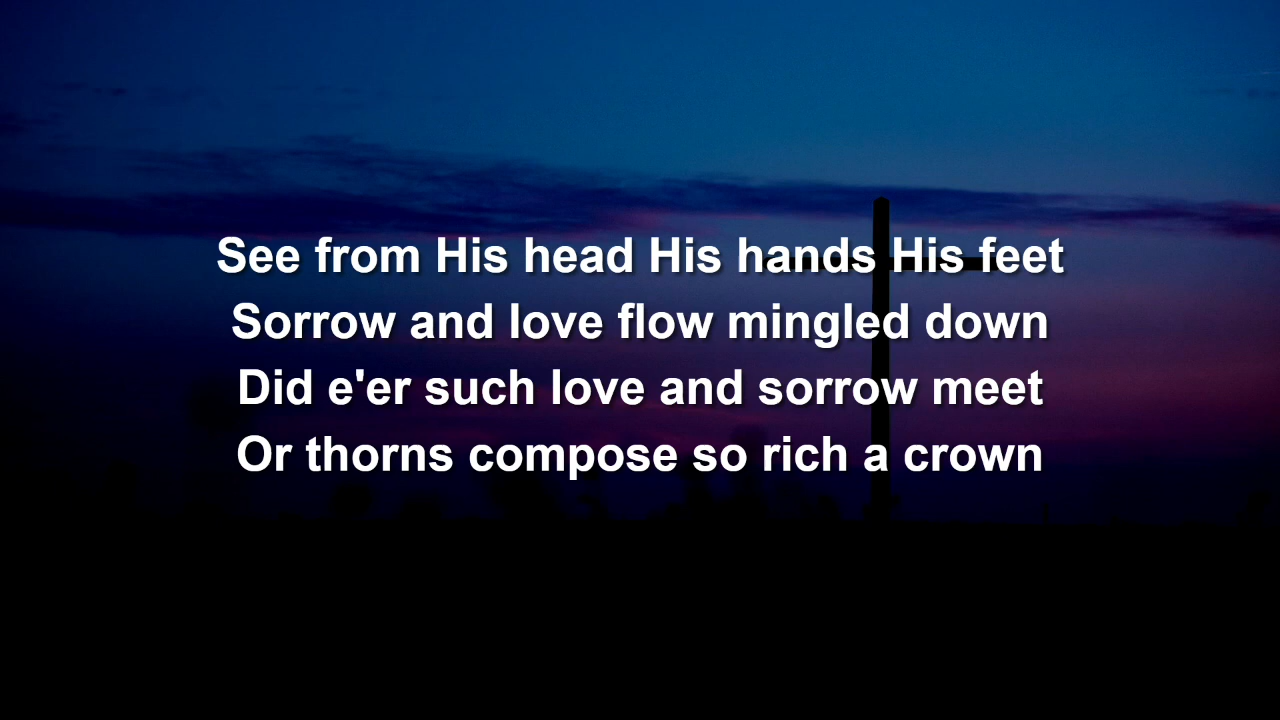 See from His head His hands His feet
Sorrow and love flow mingled down
Did e'er such love and sorrow meet
Or thorns compose so rich a crown